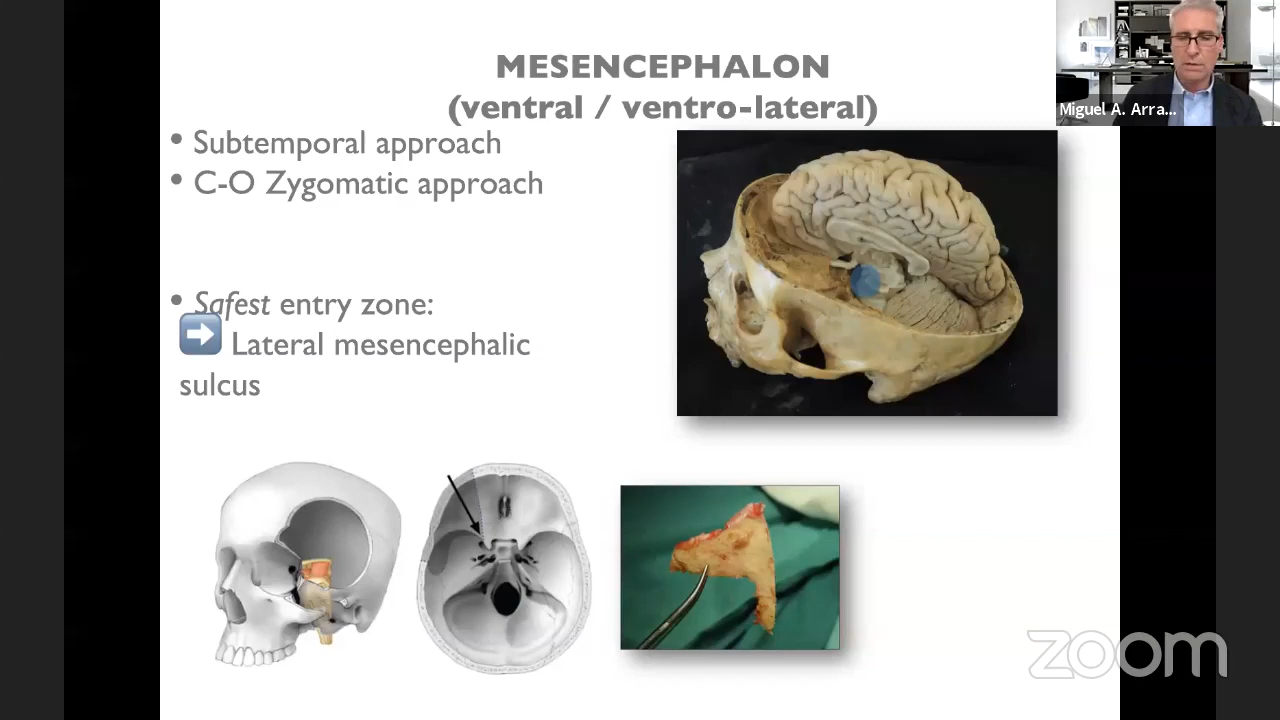 MESENCEPHALON
(ventral / ventro-lateral)
Miguel A. Arra...
• Subtemporal approach
• C-O Zygomatic approach
• Safest entry zone:
➡ Lateral mesencephalic
sulcus
zoom